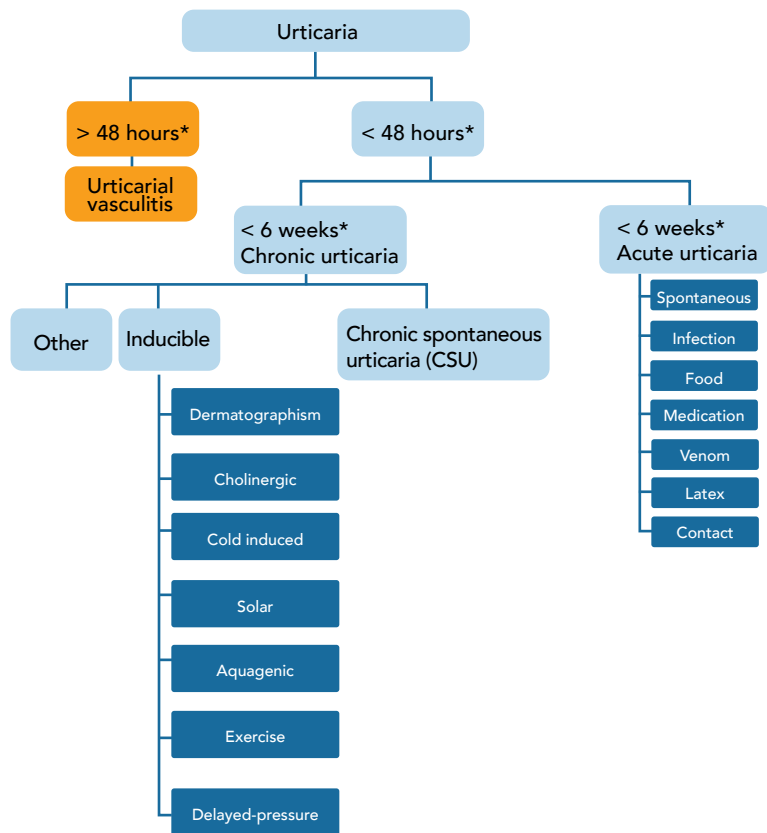 Urticaria
> 48 hours*
< 48 hours*
Urticarial
vasculitis
< 6 weeks*
Chronic urticaria
< 6 weeks*
Acute urticaria
Other
Inducible
Chronic spontaneous
urticaria (CSU)
Dermatographism
Cholinergic
Cold induced
Solar
Aquagenic
Exercise
Delayed-pressure
Spontaneous
Infection
Food
Medication
Venom
Latex
Contact